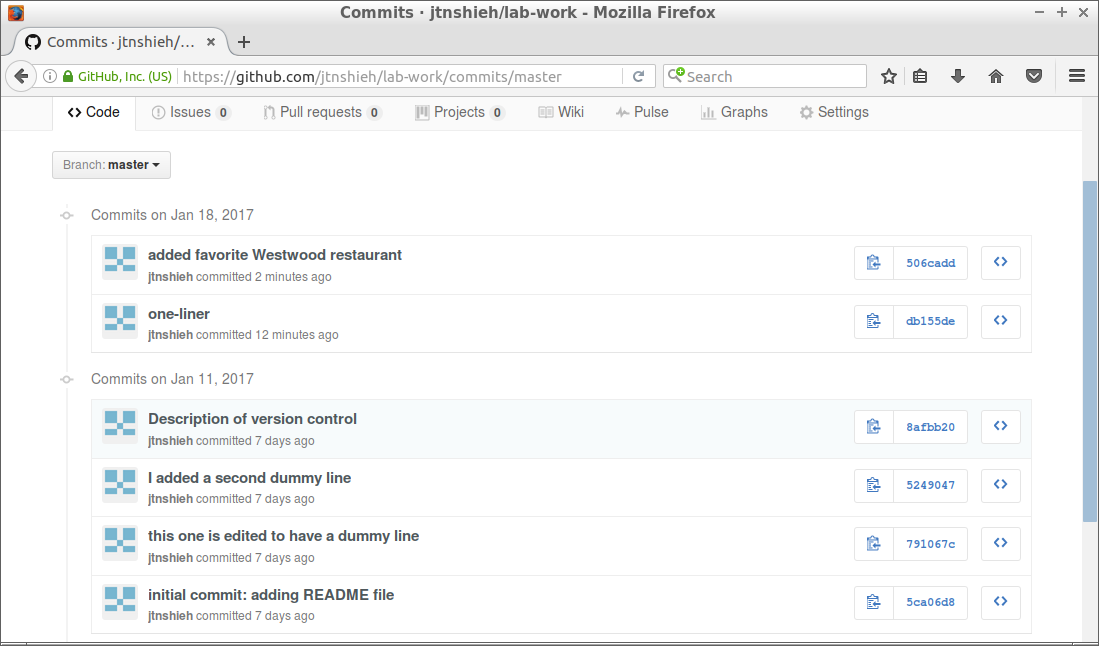 Commits · jtnshieh/lab-work - Mozilla Firefox
Commits · jtnshieh/...
GitHub, Inc. (US) https://github.com/jtnshieh/lab-work/commits/master Search
Code Issues 0 Pull requests 0 Projects 0 Wiki Pulse Graphs Settings
Branch: master
Commits on Jan 18, 2017
added favorite Westwood restaurant
jtnshieh committed 2 minutes ago
506cadd
one-liner
jtnshieh committed 12 minutes ago
db155de
Commits on Jan 11, 2017
Description of version control
jtnshieh committed 7 days ago
8afbb20
I added a second dummy line
jtnshieh committed 7 days ago
5249047
this one is edited to have a dummy line
jtnshieh committed 7 days ago
791067c
initial commit: adding README file
jtnshieh committed 7 days ago
5ca06d8